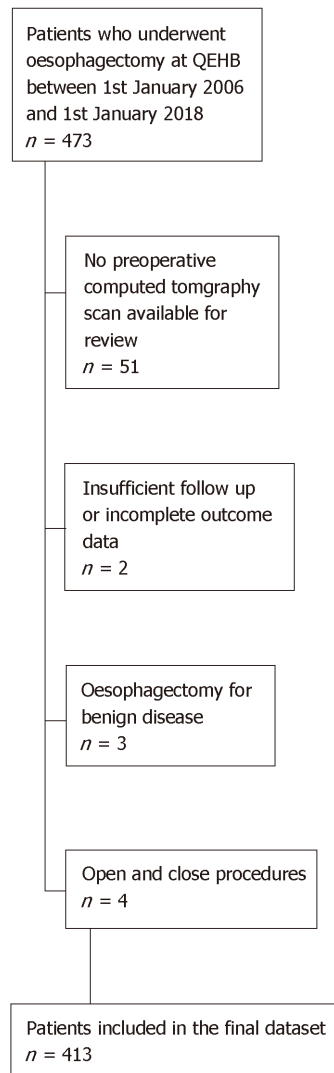 Patients who underwent
oesophagectomy at QEHB
between 1st January 2006
and 1st January 2018
n = 473
No preoperative
computed tomgraphy
scan available for
review
n = 51
Insufficient follow up
or incomplete outcome
data
n = 2
Oesophagectomy for
benign disease
n = 3
Open and close procedures
n = 4
Patients included in the final dataset
n = 413